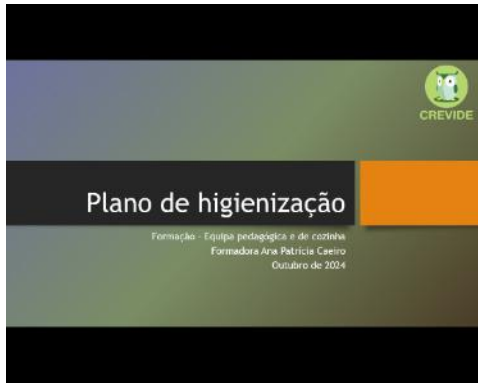 CREVIDE
Plano de higienização
Formação - Equipa pedagógica e de cozinha
Formadora Ana Patrícia Caeiro
Outubro de 2024